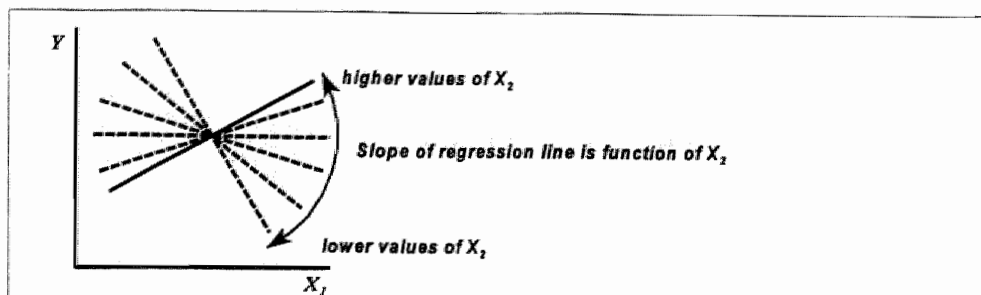 Y
higher values of X₂
Slope of regression line is function of X₂
lower values of X₂
X₁